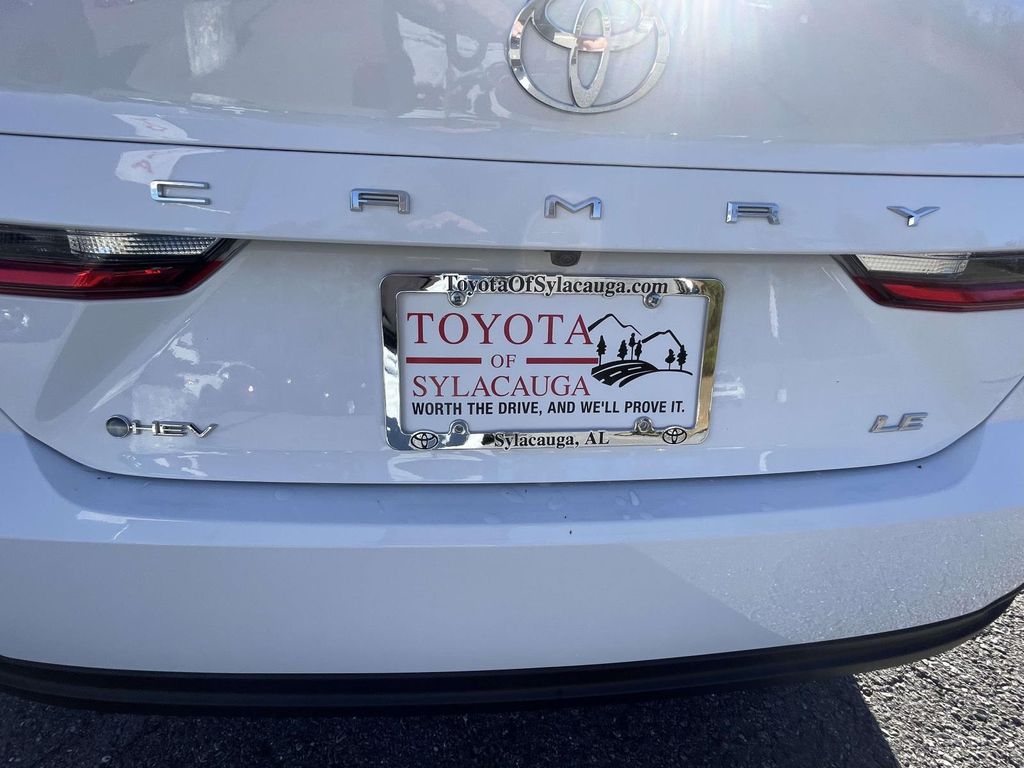 CAMRY
ToyotaOfSylacauga.com
TOYOTA
OF
SYLACAUGA
WORTH THE DRIVE, AND WE'LL PROVE IT.
HEV
LE
Sylacauga, AL